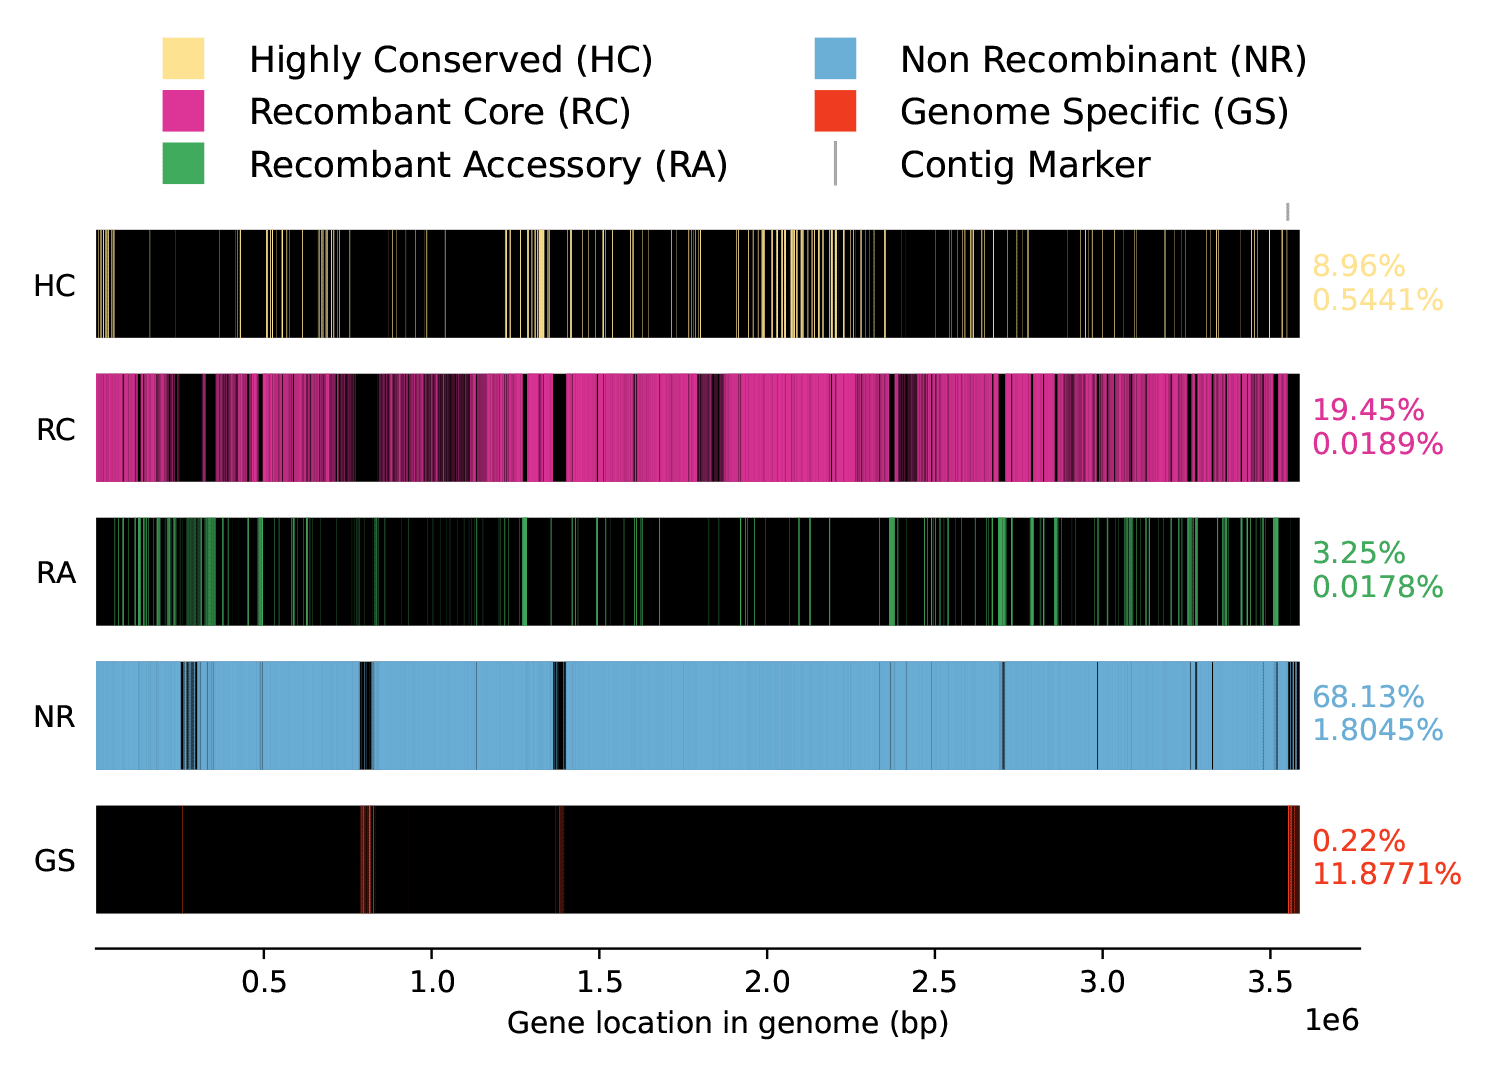 Highly Conserved (HC)
Recombant Core (RC)
Recombant Accessory (RA)
Non Recombinant (NR)
Genome Specific (GS)
Contig Marker
HC
8.96%
0.5441%
RC
19.45%
0.0189%
RA
3.25%
0.0178%
NR
68.13%
1.8045%
GS
0.22%
11.8771%
0.5 1.0 1.5 2.0 2.5 3.0 3.5
Gene location in genome (bp)
1e6